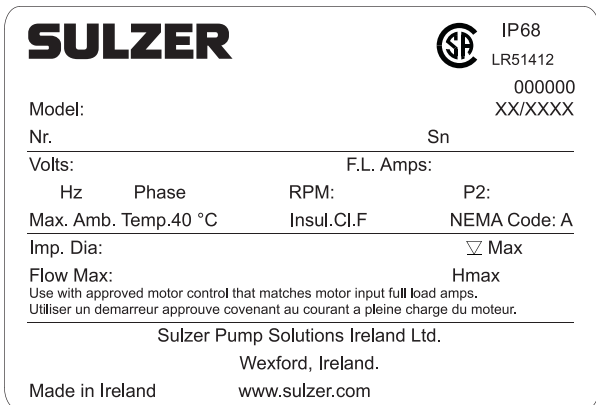 SULZER
SA IP68
LR51412
000000
Model: XX/XXXX
Nr. Sn
Volts: F.L. Amps:
Hz Phase RPM: P2:
Max. Amb. Temp.40 °C Insul.Cl.F NEMA Code: A
Imp. Dia: Max
Flow Max: Hmax
Use with approved motor control that matches motor input full load amps.
Utiliser un demarreur approuve covenant au courant a pleine charge du moteur.
Sulzer Pump Solutions Ireland Ltd.
Wexford, Ireland.
Made in Ireland www.sulzer.com